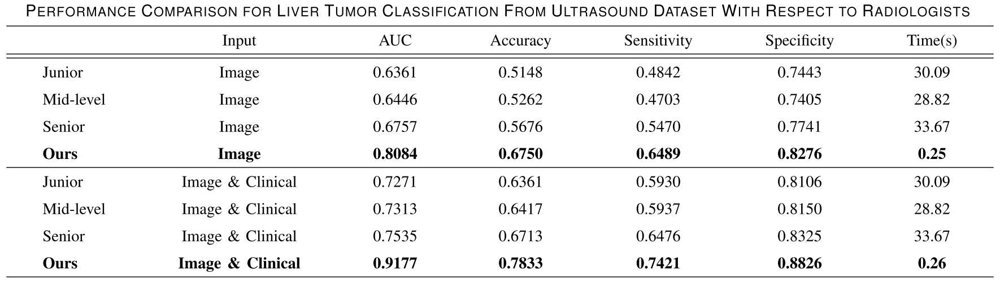 PERFORMANCE COMPARISON FOR LIVER TUMOR CLASSIFICATION FROM ULTRASOUND DATASET WITH RESPECT TO RADIOLOGISTS
Input AUC Accuracy Sensitivity Specificity Time(s)
Junior Image 0.6361 0.5148 0.4842 0.7443 30.09
Mid-level Image 0.6446 0.5262 0.4703 0.7405 28.82
Senior Image 0.6757 0.5676 0.5470 0.7741 33.67
Ours Image 0.8084 0.6750 0.6489 0.8276 0.25
Junior Image & Clinical 0.7271 0.6361 0.5930 0.8106 30.09
Mid-level Image & Clinical 0.7313 0.6417 0.5937 0.8150 28.82
Senior Image & Clinical 0.7535 0.6713 0.6476 0.8325 33.67
Ours Image & Clinical 0.9177 0.7833 0.7421 0.8826 0.26